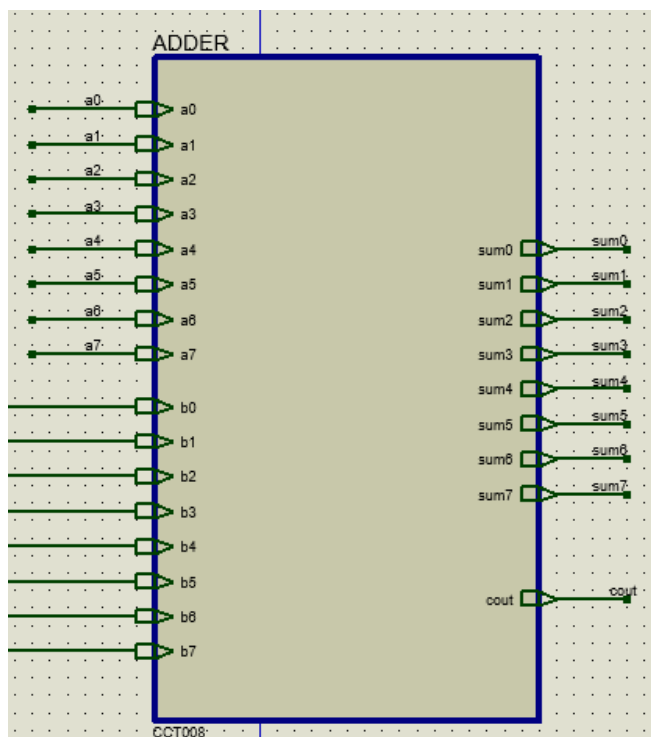 ADDER
a0 a0
a1 a1
a2 a2
a3 a3
a4 a4 sum0 sum0
a5 a5 sum1 sum1
a6 a6 sum2 sum2
a7 a7 sum3 sum3
sum4 sum4
b0
sum5 sum5
b1
sum6 sum6
b2
sum7 sum7
b3
b4
b5
cout cout
b6
b7
CCT008